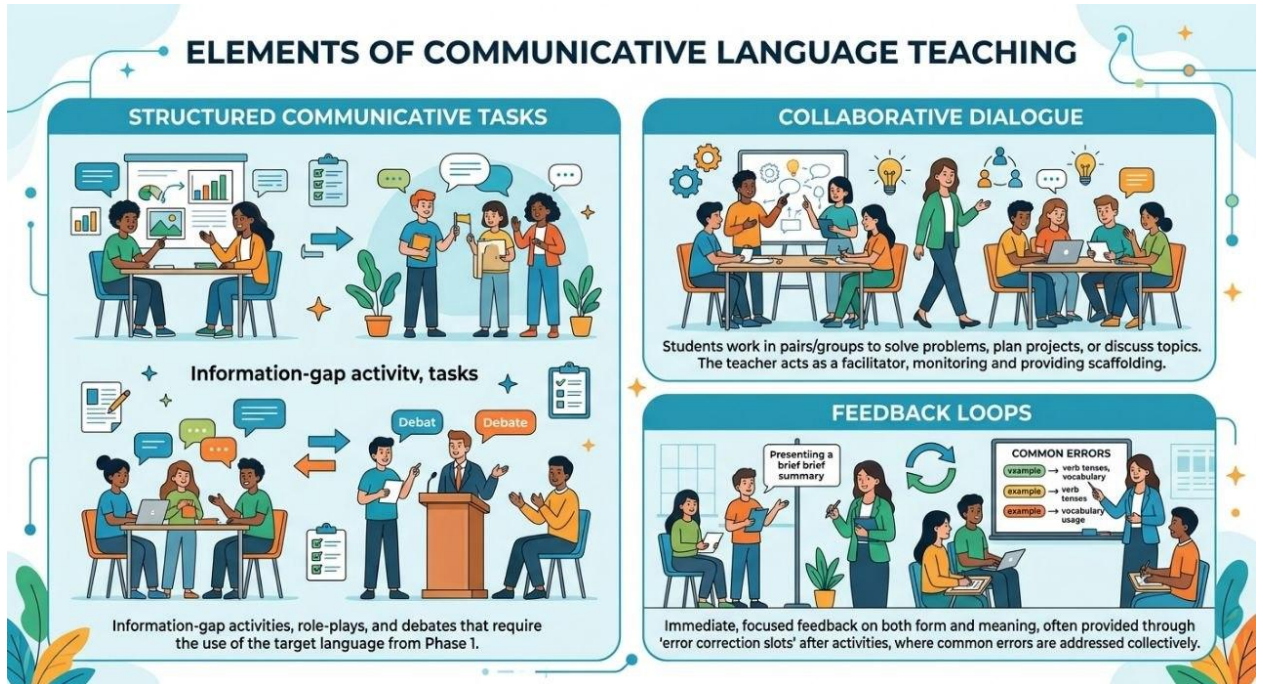 ELEMENTS OF COMMUNICATIVE LANGUAGE TEACHING
STRUCTURED COMMUNICATIVE TASKS
Information-gap activitv, tasks
Debat
Debate
Information-gap activities, role-plays, and debates that require
the use of the target language from Phase 1.
COLLABORATIVE DIALOGUE
Students work in pairs/groups to solve problems, plan projects, or discuss topics.
The teacher acts as a facilitator, monitoring and providing scaffolding.
FEEDBACK LOOPS
Presentiing a
brief brief
summary
COMMON ERRORS
vxample → verb tenses,
vocabulary
example → verb
tenses
example → vocabulary
usage
Immediate, focused feedback on both form and meaning, often provided through
‘error correction slots’ after activities, where common errors are addressed collectively.